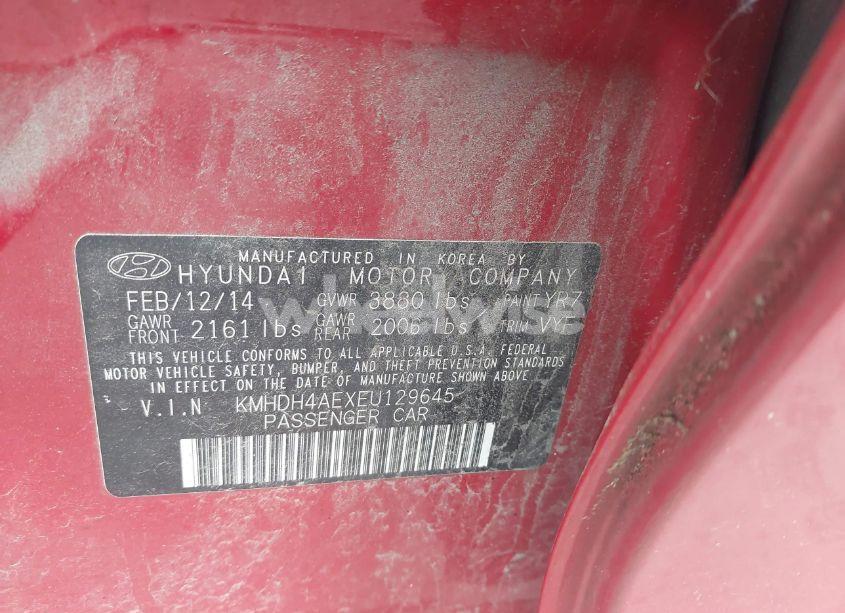 MANUFACTURED IN KOREA BY
HYUNDAI MOTOR COMPANY
FEB/12/14 GVWR 3880 lbs PAINT YR7
GAWR FRONT 2161 lbs GAWR REAR 2006 lbs TRIM
THIS VEHICLE CONFORMS TO ALL APPLICABLE U.S.A. FEDERAL
MOTOR VEHICLE SAFETY, BUMPER, AND THEFT PREVENTION STANDARDS
IN EFFECT ON THE DATE OF MANUFACTURE SHOWN ABOVE
V.I.N KMHDH4AEXEU129645
PASSENGER CAR
wheelwise